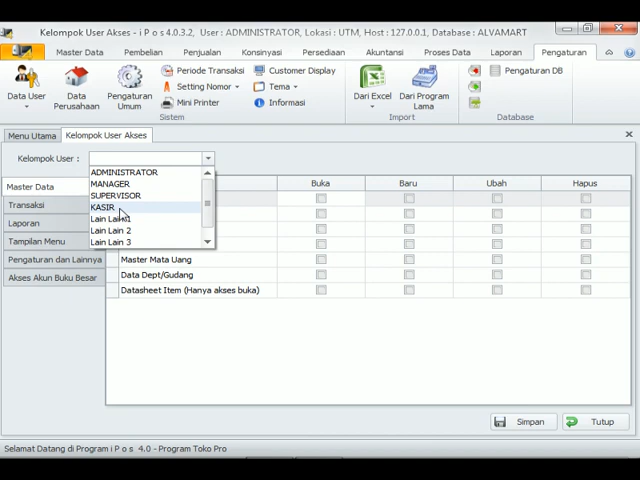 Kelompok User Akses - i P o s 4.0.3.2, User : ADMINISTRATOR, Lokasi : UTM, Host : 127.0.0.1, Database : ALVAMART
Master Data Pembelian Penjualan Konsinyasi Persediaan Akuntansi Proses Data Laporan Pengaturan
Data User
Data Perusahaan
Pengaturan Umum
Periode Transaksi
Setting Nomor
Mini Printer
Customer Display
Tema
Informasi
Sistem
Dari Excel
Dari Program Lama
Import
Pengaturan DB
Database
Menu Utama Kelompok User Akses
Kelompok User :
ADMINISTRATOR
MANAGER
SUPERVISOR
KASIR
Lain Lain 1
Lain Lain 2
Lain Lain 3
Master Data
Transaksi
Laporan
Tampilan Menu
Pengaturan dan Lainnya
Akses Akun Buku Besar
Buka Baru Ubah Hapus
Master Mata Uang
Data Dept/Gudang
Datasheet Item (Hanya akses buka)
Simpan Tutup
Selamat Datang di Program i P o s 4.0 - Program Toko Pro